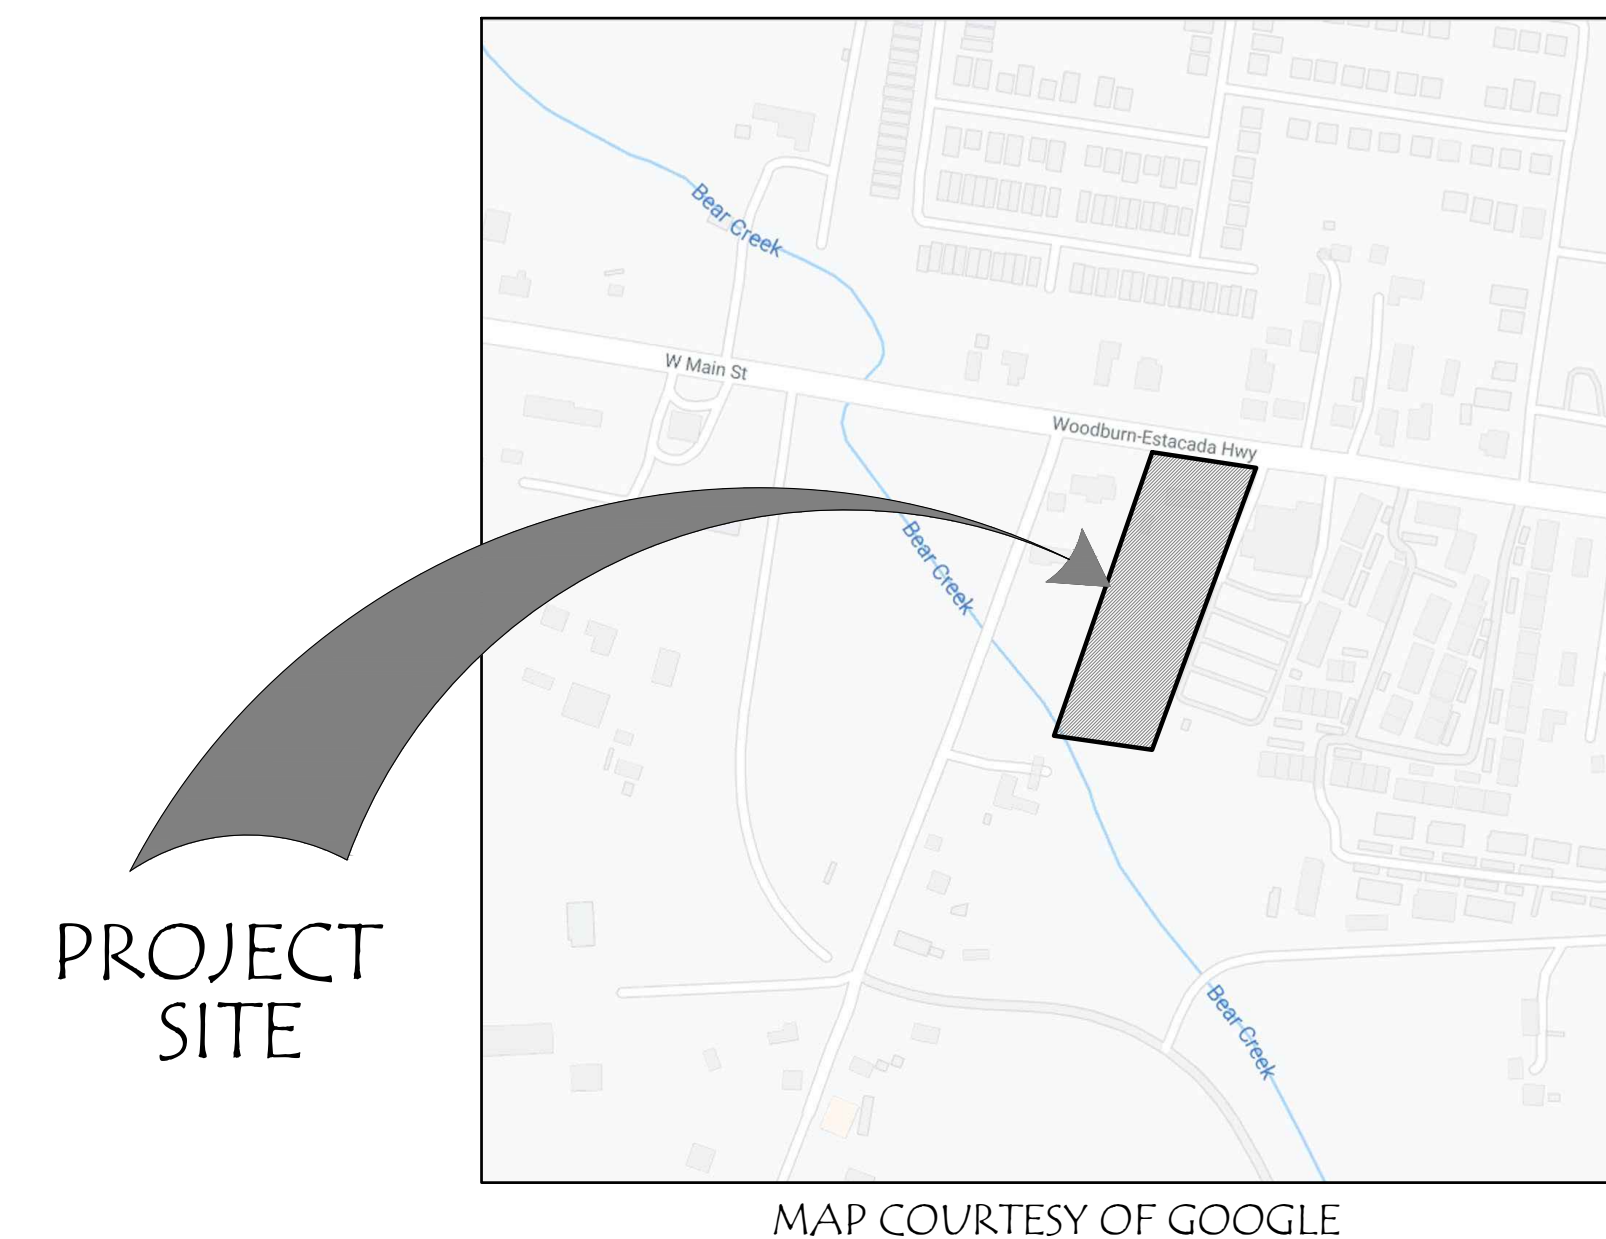 Bear Creek
W Main St
Woodburn-Estacada Hwy
Bear Creek
PROJECT
SITE
Bear Creek
MAP COURTESY OF GOOGLE